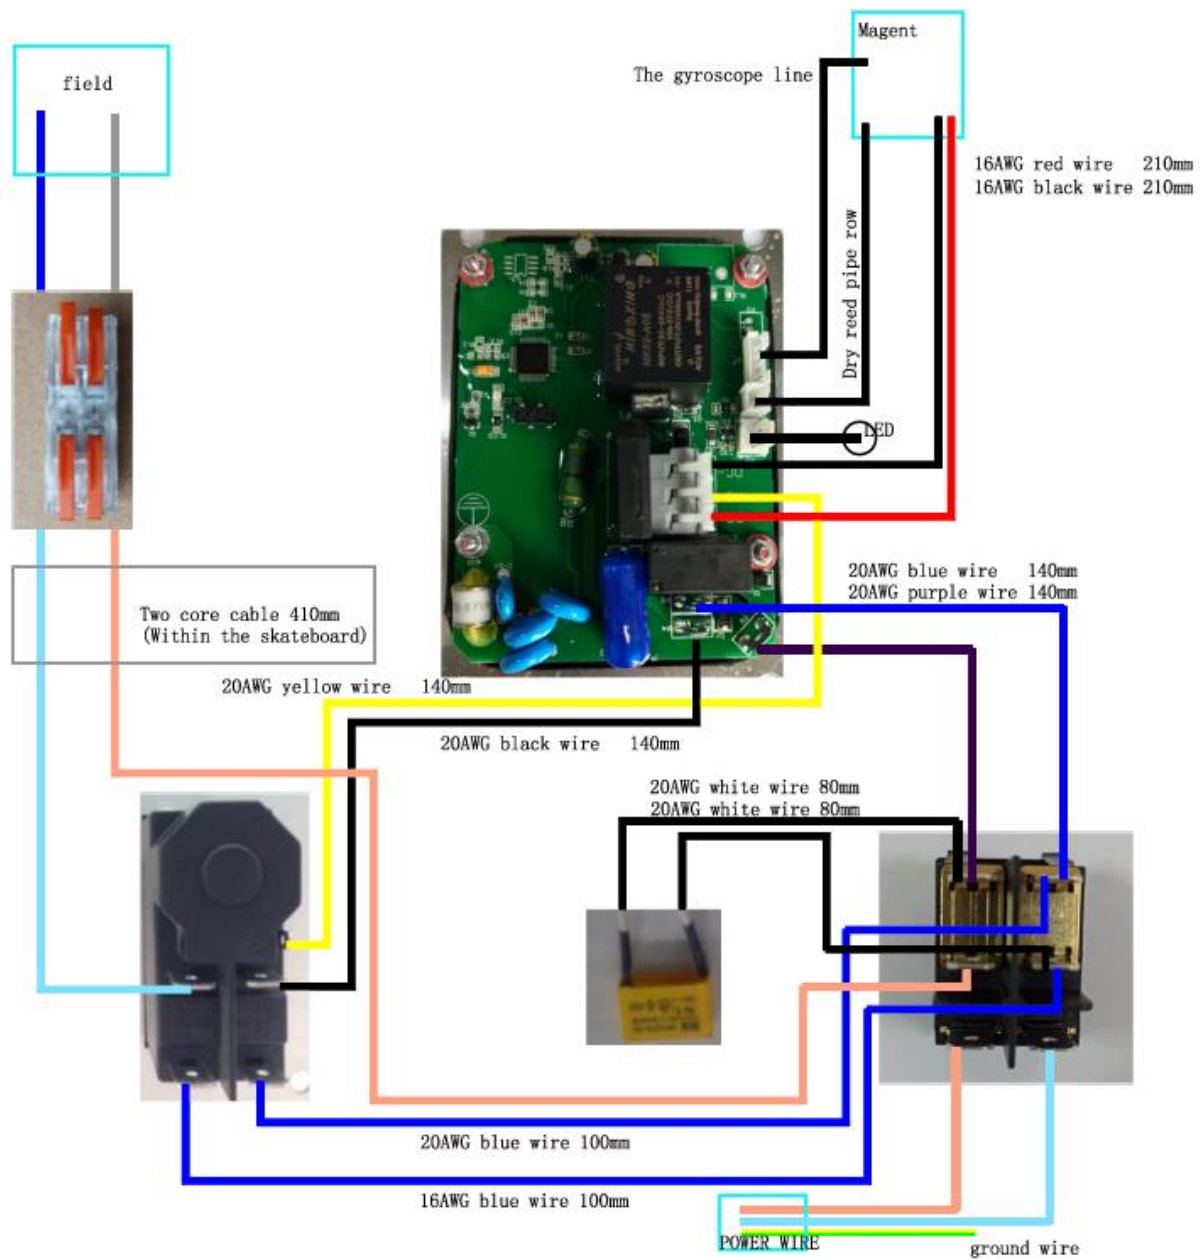 Magent
field
The gyroscope line
16AWG red wire 210mm
16AWG black wire 210mm
Dry reed pipe row
LED
20AWG blue wire 140mm
20AWG purple wire 140mm
Two core cable 410mm
(Within the skateboard)
20AWG yellow wire 140mm
20AWG black wire 140mm
20AWG white wire 80mm
20AWG white wire 80mm
20AWG blue wire 100mm
16AWG blue wire 100mm
POWER WIRE
ground wire